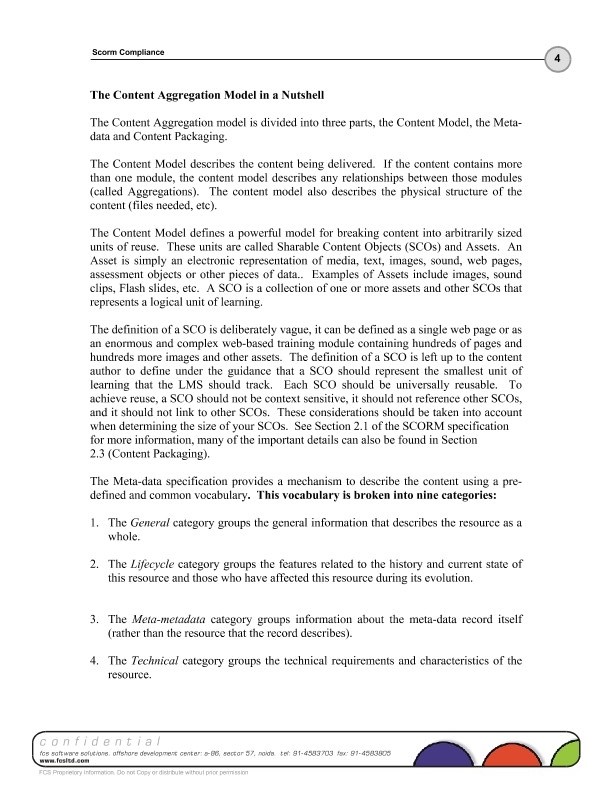 Scorm Compliance
4
The Content Aggregation Model in a Nutshell
The Content Aggregation model is divided into three parts, the Content Model, the Meta-
data and Content Packaging.
The Content Model describes the content being delivered. If the content contains more
than one module, the content model describes any relationships between those modules
(called Aggregations). The content model also describes the physical structure of the
content (files needed, etc).
The Content Model defines a powerful model for breaking content into arbitrarily sized
units of reuse. These units are called Sharable Content Objects (SCOs) and Assets. An
Asset is simply an electronic representation of media, text, images, sound, web pages,
assessment objects or other pieces of data.. Examples of Assets include images, sound
clips, Flash slides, etc. A SCO is a collection of one or more assets and other SCOs that
represents a logical unit of learning.
The definition of a SCO is deliberately vague, it can be defined as a single web page or as
an enormous and complex web-based training module containing hundreds of pages and
hundreds more images and other assets. The definition of a SCO is left up to the content
author to define under the guidance that a SCO should represent the smallest unit of
learning that the LMS should track. Each SCO should be universally reusable. To
achieve reuse, a SCO should not be context sensitive, it should not reference other SCOs,
and it should not link to other SCOs. These considerations should be taken into account
when determining the size of your SCOs. See Section 2.1 of the SCORM specification
for more information, many of the important details can also be found in Section
2.3 (Content Packaging).
The Meta-data specification provides a mechanism to describe the content using a pre-
defined and common vocabulary. This vocabulary is broken into nine categories:
1. The General category groups the general information that describes the resource as a
whole.
2. The Lifecycle category groups the features related to the history and current state of
this resource and those who have affected this resource during its evolution.
3. The Meta-metadata category groups information about the meta-data record itself
(rather than the resource that the record describes).
4. The Technical category groups the technical requirements and characteristics of the
resource.
confidential
fcs software solutions, offshore development center: a-86, sector 57, noida. tel: 91-4583703 fax: 91-4583805
www.fcsltd.com
FCS Proprietary Information. Do not Copy or distribute without prior permission